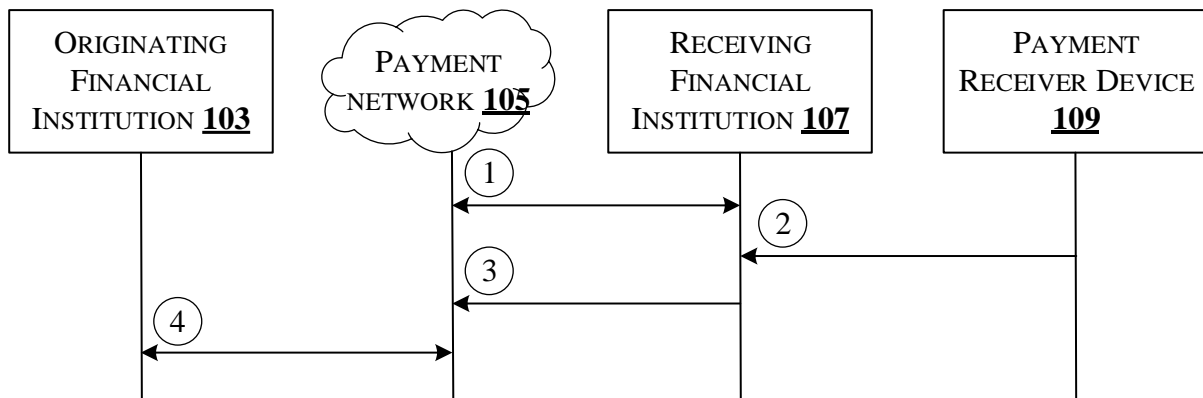 ORIGINATING
FINANCIAL
INSTITUTION 103
PAYMENT
NETWORK 105
RECEIVING
FINANCIAL
INSTITUTION 107
PAYMENT
RECEIVER DEVICE
109
1
2
3
4